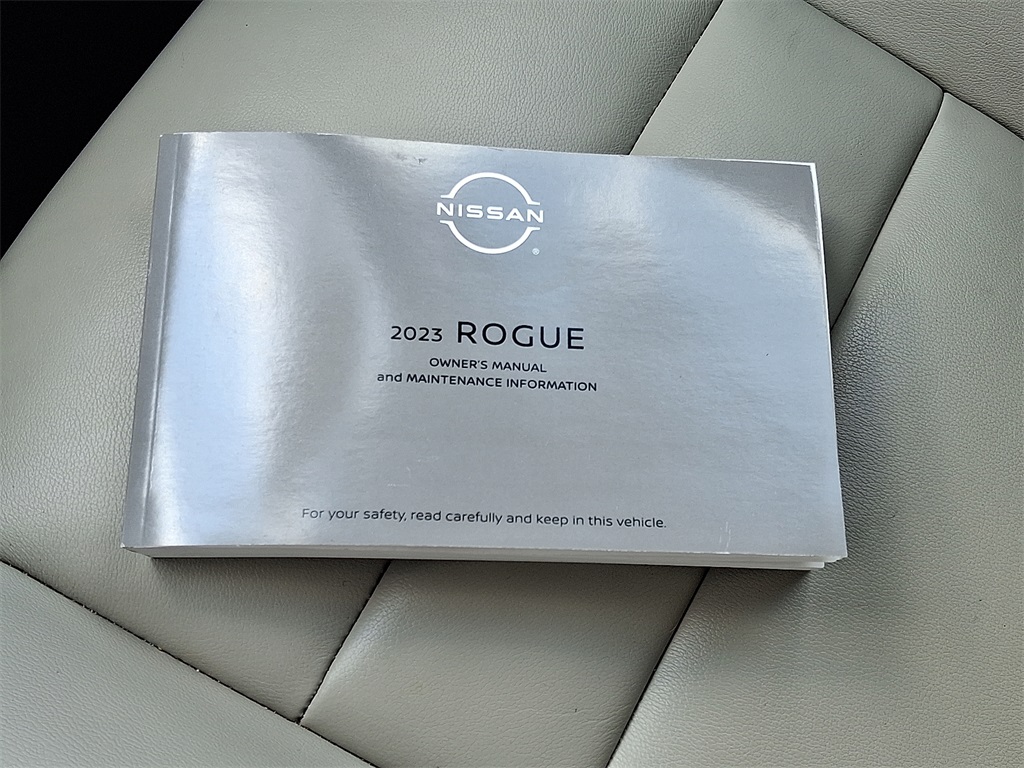 NISSAN
2023 ROGUE
OWNER'S MANUAL
and MAINTENANCE INFORMATION
For your safety, read carefully and keep in this vehicle.